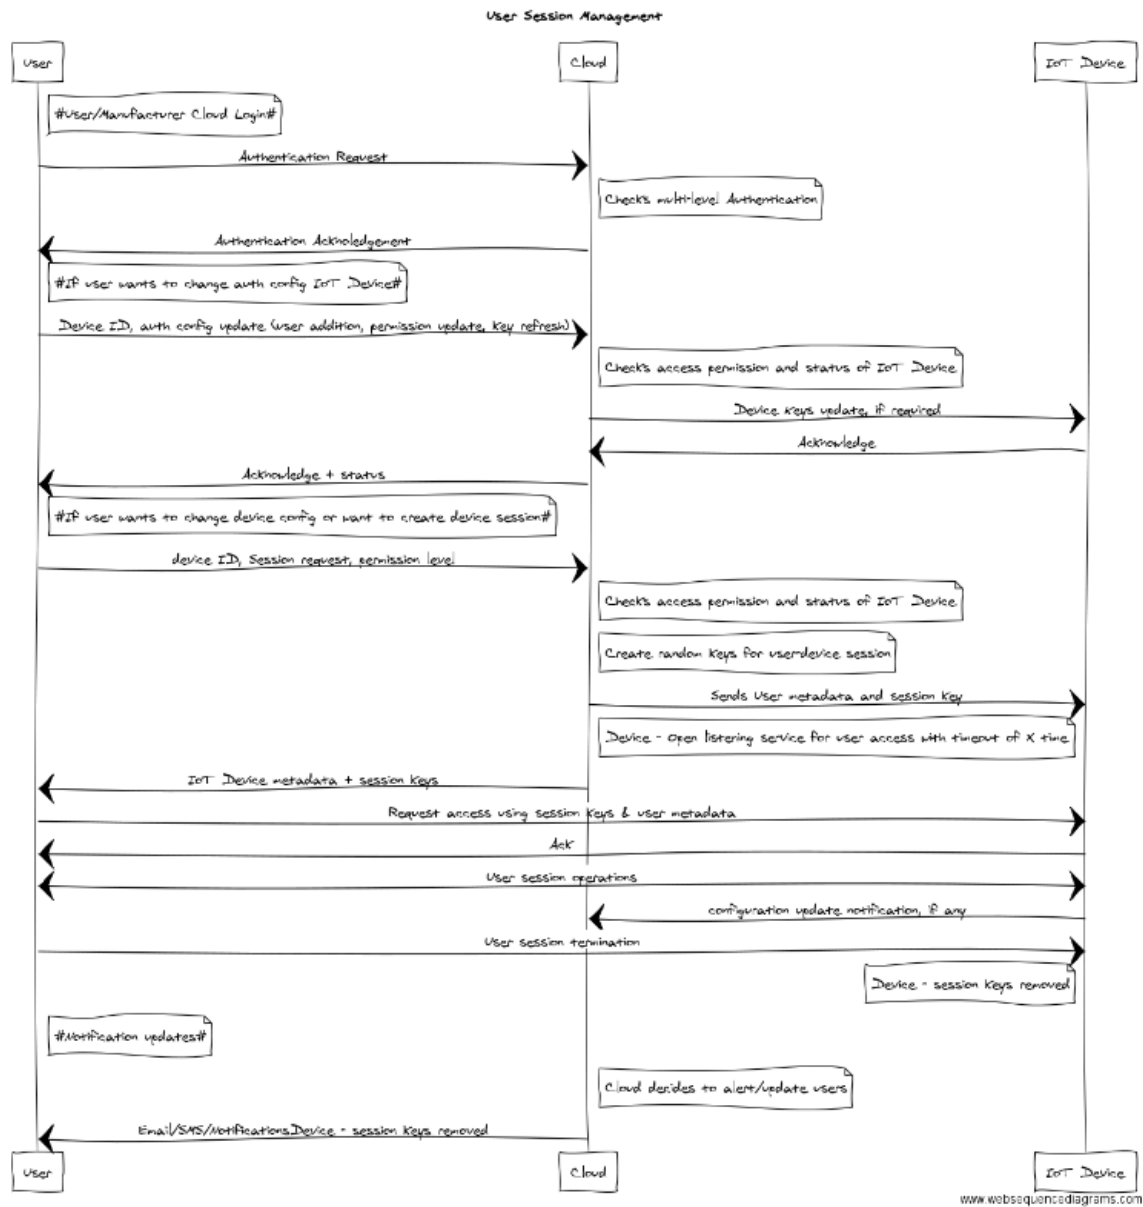 User Session Management
User
Cloud
IoT Device
#User/Manufacturer Cloud Login#
Authentication Request
Checks multi-level Authentication
Authentication Acknoledgement
#If user wants to change auth config IoT Device#
Device ID, auth config update (user addition, permission update, key refresh)
Checks access permission and status of IoT Device
Device keys update, if required
Acknowledge
Acknowledge + status
#If user wants to change device config or want to create device session#
device ID, Session request, permission level
Checks access permission and status of IoT Device
Create random keys for user-device session
Sends User metadata and session key
Device - Open listering service for user access with timeout of X time
IoT Device metadata + session keys
Request access using session keys & user metadata
Ack
User session operations
configuration update notification, if any
User session termination
Device - session keys removed
#Notification updates#
Cloud decides to alert/update users
Email/SMS/Notifications.Device - session keys removed
User
Cloud
IoT Device
www.websequencediagrams.com